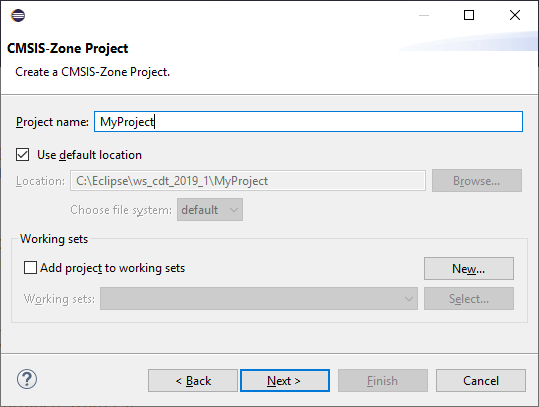 CMSIS-Zone Project
Create a CMSIS-Zone Project.
Project name: MyProject
Use default location
Location: C:\Eclipse\ws_cdt_2019_1\MyProject Browse...
Choose file system: default
Working sets
Add project to working sets New...
Working sets: Select...
? < Back Next > Finish Cancel